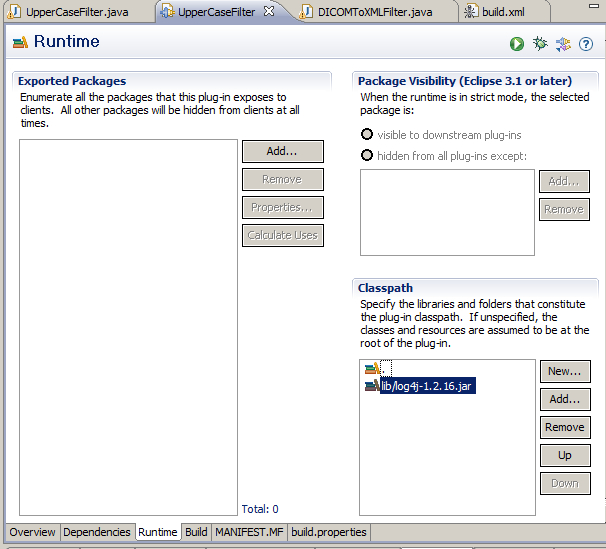 UpperCaseFilter.java
UpperCaseFilter
DICOMToXMLFilter.java
build.xml
Runtime
Exported Packages
Enumerate all the packages that this plug-in exposes to
clients. All other packages will be hidden from clients at all
times.
Add...
Remove
Properties...
Calculate Uses
Total: 0
Package Visibility (Eclipse 3.1 or later)
When the runtime is in strict mode, the selected
package is:
visible to downstream plug-ins
hidden from all plug-ins except:
Add...
Remove
Classpath
Specify the libraries and folders that constitute
the plug-in classpath. If unspecified, the
classes and resources are assumed to be at the
root of the plug-in.
.
lib/log4j-1.2.16.jar
New...
Add...
Remove
Up
Down
Overview Dependencies Runtime Build MANIFEST.MF build.properties